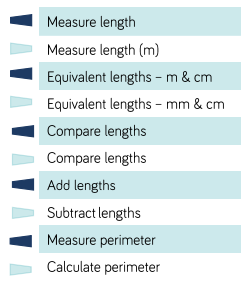 Measure length
Measure length (m)
Equivalent lengths – m & cm
Equivalent lengths – mm & cm
Compare lengths
Compare lengths
Add lengths
Subtract lengths
Measure perimeter
Calculate perimeter